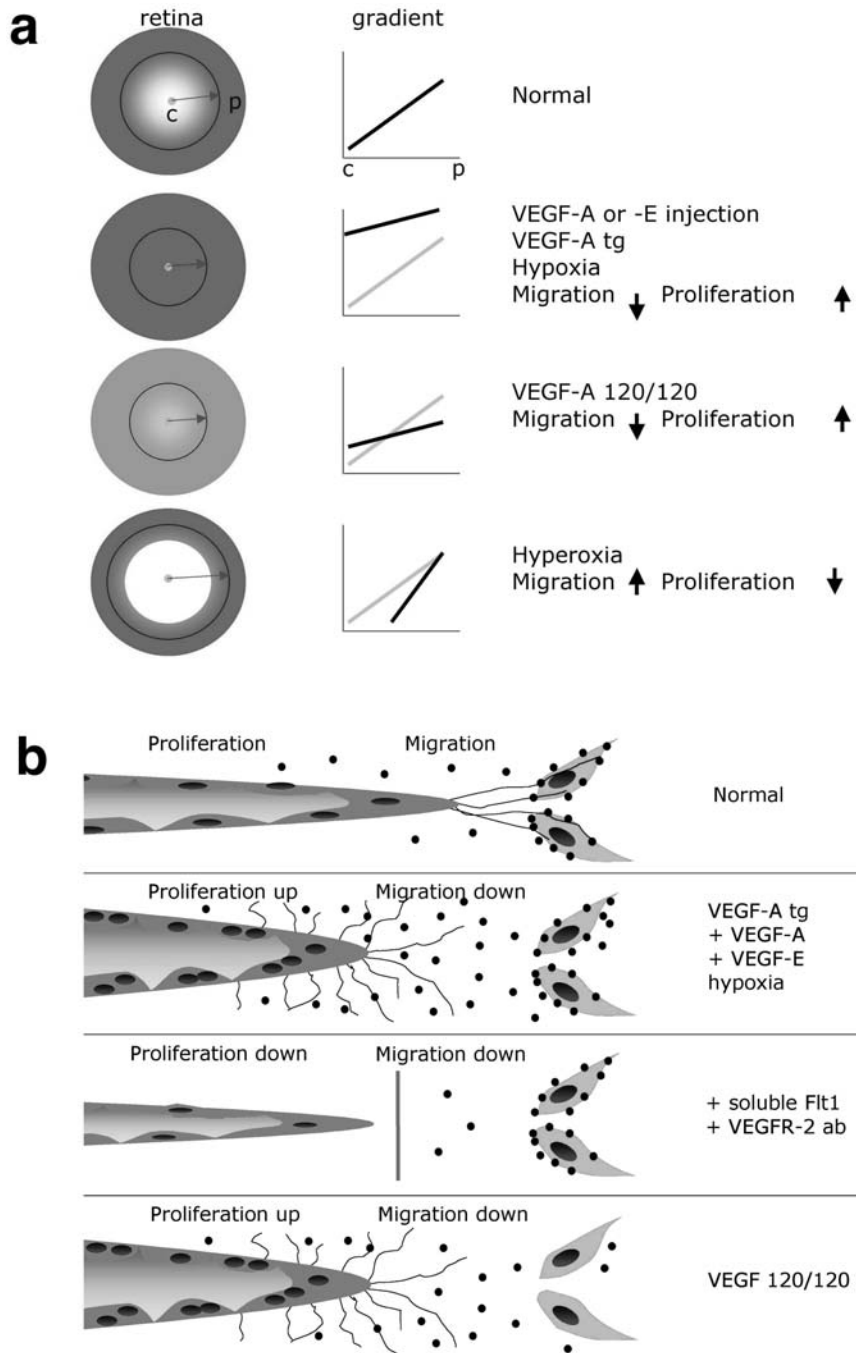 a
retina
gradient
c
p
c
p
Normal
VEGF-A or -E injection
VEGF-A tg
Hypoxia
Migration Proliferation
VEGF-A 120/120
Migration Proliferation
Hyperoxia
Migration Proliferation
b
Proliferation Migration
Normal
Proliferation up Migration down
VEGF-A tg
+ VEGF-A
+ VEGF-E
hypoxia
Proliferation down Migration down
+ soluble Flt1
+ VEGFR-2 ab
Proliferation up Migration down
VEGF 120/120